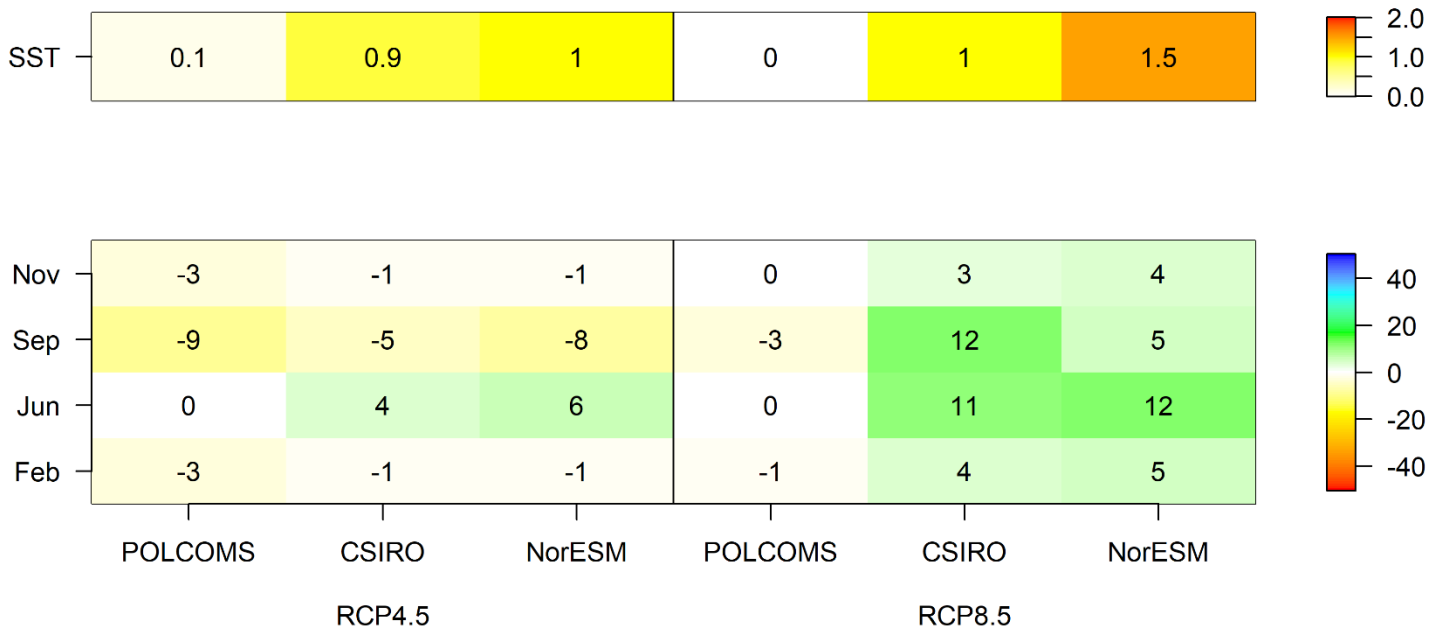 SST 0.1 0.9 1 0 1 1.5
2.0
1.0
0.0
Nov -3 -1 -1 0 3 4
Sep -9 -5 -8 -3 12 5
Jun 0 4 6 0 11 12
Feb -3 -1 -1 -1 4 5
40
20
0
-20
-40
POLCOMS CSIRO NorESM POLCOMS CSIRO NorESM
RCP4.5 RCP8.5